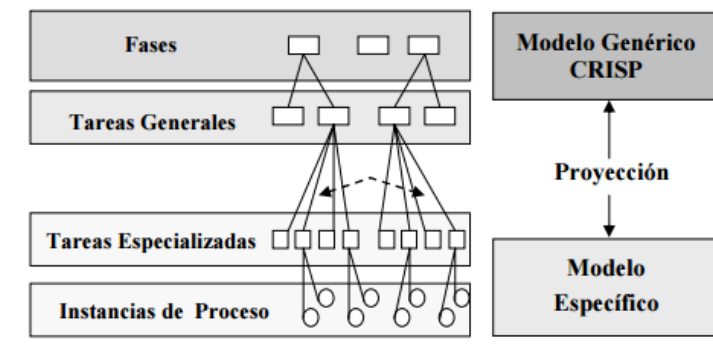 Fases
Tareas Generales
Tareas Especializadas
Instancias de Proceso
Modelo Genérico
CRISP
Proyección
Modelo
Específico